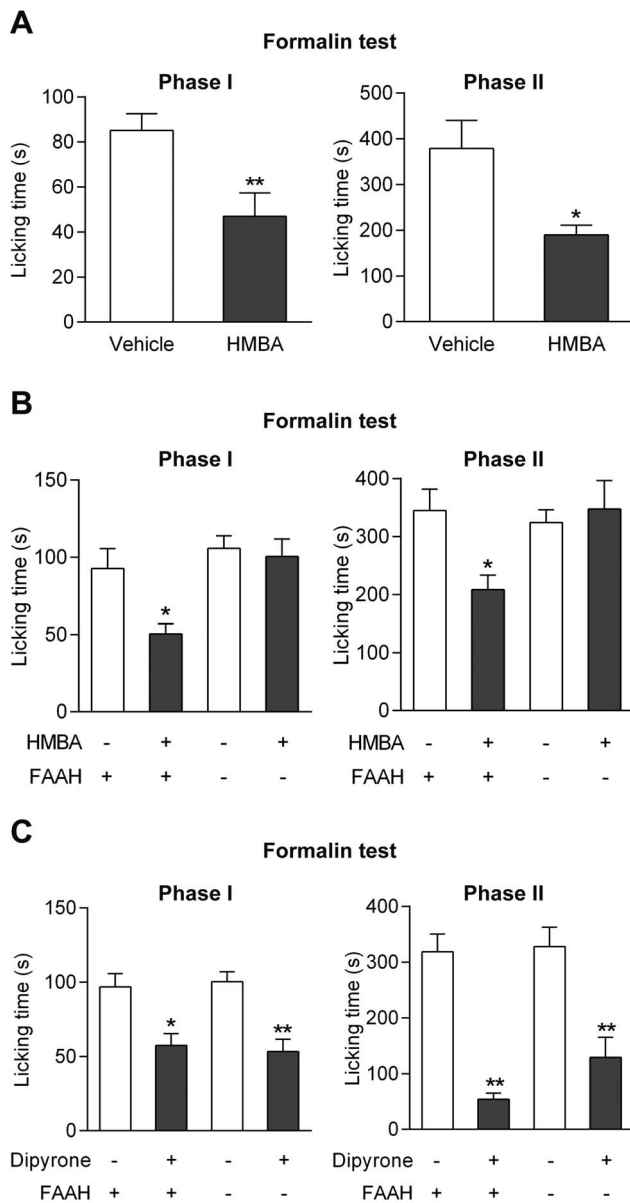 A
Formalin test
Phase I
Phase II
Licking time (s)
100
80
60
40
20
0
**
Vehicle
HMBA
Licking time (s)
500
400
300
200
100
0
*
Vehicle
HMBA
B
Formalin test
Phase I
Phase II
Licking time (s)
150
100
50
0
*
HMBA - + - +
FAAH + + - -
Licking time (s)
400
300
200
100
0
*
HMBA - + - +
FAAH + + - -
C
Formalin test
Phase I
Phase II
Licking time (s)
150
100
50
0
*
**
Dipyrone - + - +
FAAH + + - -
Licking time (s)
400
300
200
100
0
**
**
Dipyrone - + - +
FAAH + + - -